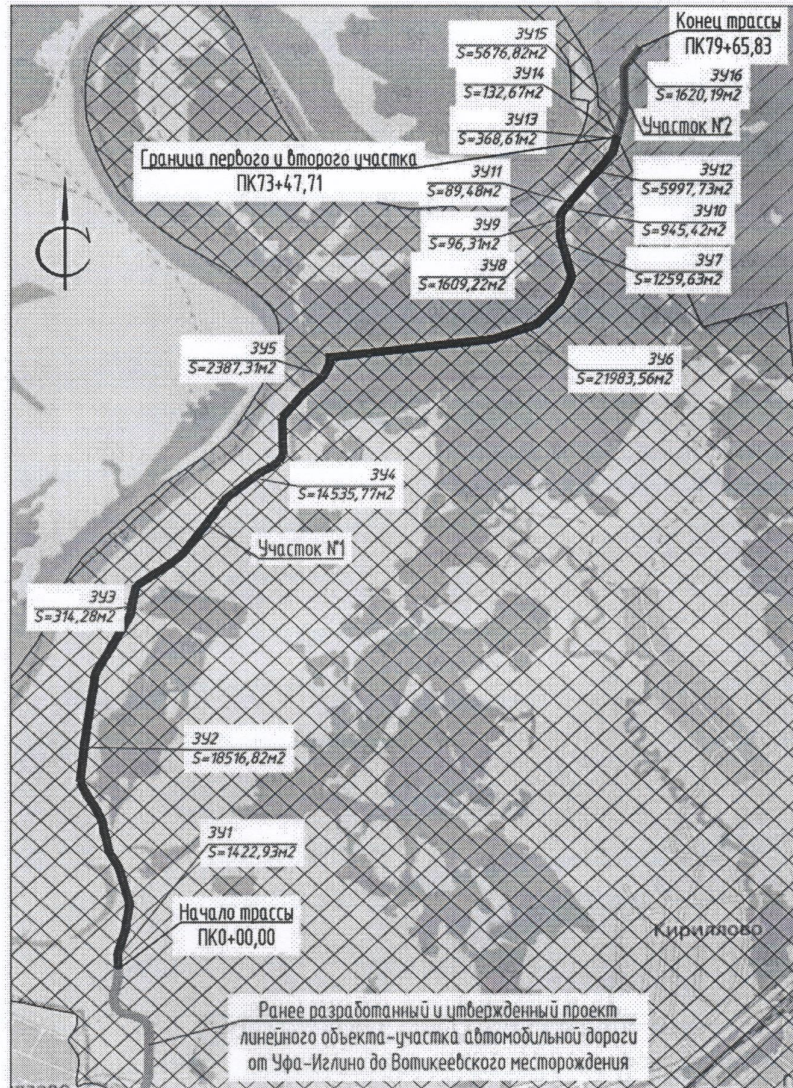 ЗУ15
S=5676,82м2
Конец трассы
ПК79+65,83
ЗУ14
S=132,67м2
ЗУ16
S=1620,19м2
ЗУ13
S=368,61м2
Участок №2
Граница первого и второго участка
ПК73+47,71
ЗУ12
S=5997,73м2
ЗУ11
S=89,48м2
ЗУ10
S=945,42м2
ЗУ9
S=96,31м2
ЗУ8
S=1609,22м2
ЗУ7
S=1259,63м2
ЗУ5
S=2387,31м2
ЗУ6
S=21983,56м2
ЗУ4
S=14535,77м2
Участок №1
ЗУ3
S=314,28м2
ЗУ2
S=18516,82м2
ЗУ1
S=1422,93м2
Начало трассы
ПК0+00,00
Кириллово
Ранее разработанный и утвержденный проект
линейного объекта-участка автомобильной дороги
от Уфа-Иглино до Вотикеевского месторождения